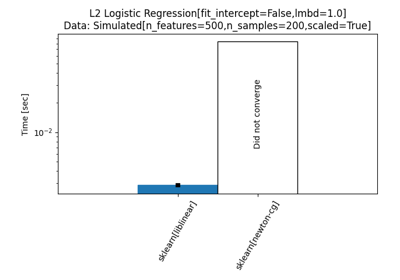 L2 Logistic Regression[fit_intercept=False,lmbd=1.0]
Data: Simulated[n_features=500,n_samples=200,scaled=True]
Time [sec]
10⁻²
Did not converge
sklearn[liblinear]
sklearn[newton-cg]